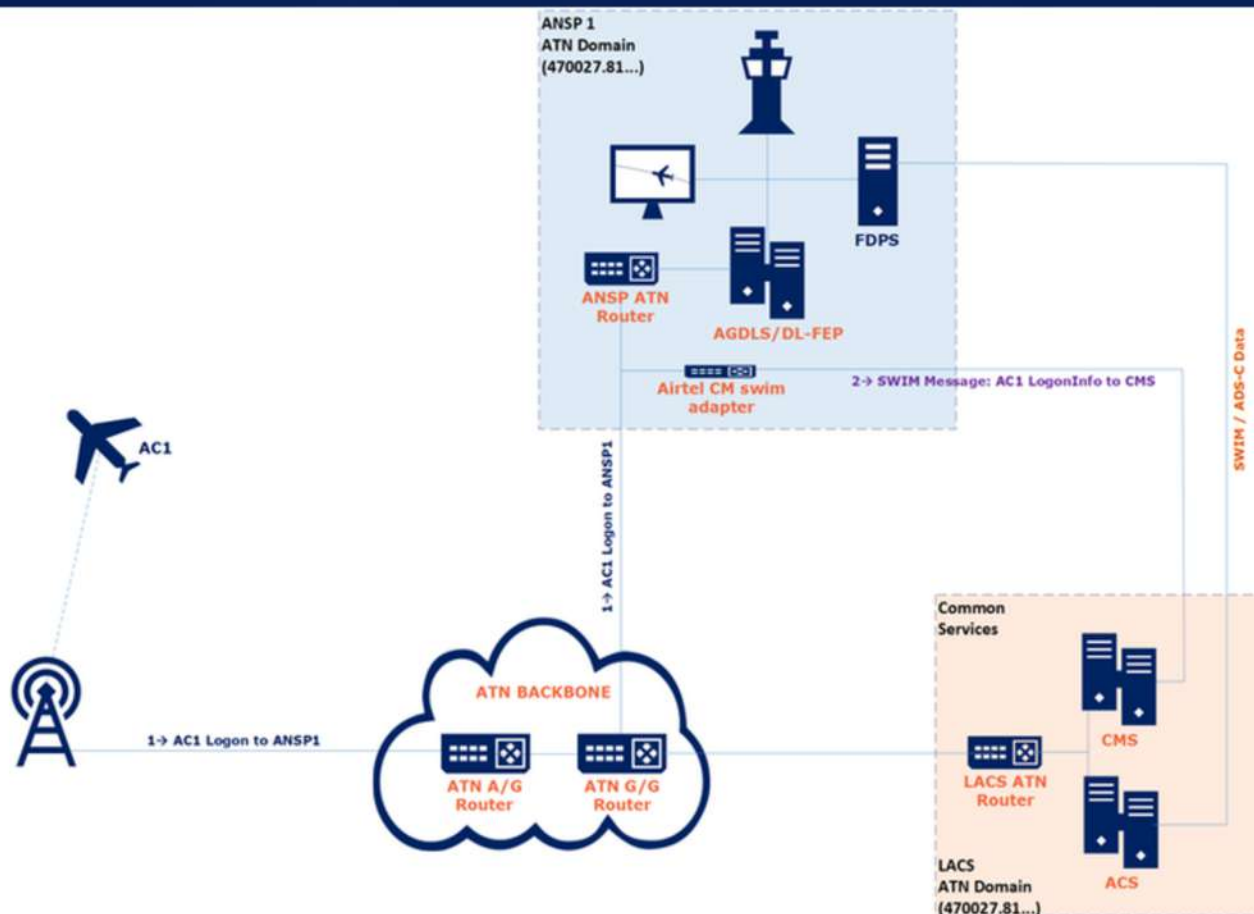 ANSP 1
ATN Domain
(470027.81...)
FDPS
ANSP ATN
Router
AGDLS/DL-FEP
Airtel CM swim
adapter
2→ SWIM Message: AC1 LogonInfo to CMS
SWIM / ADS-C Data
AC1
1→ AC1 Logon to ANSP1
Common
Services
ATN BACKBONE
1→ AC1 Logon to ANSP1
ATN A/G
Router
ATN G/G
Router
LACS ATN
Router
CMS
ACS
LACS
ATN Domain
(470027.81...)